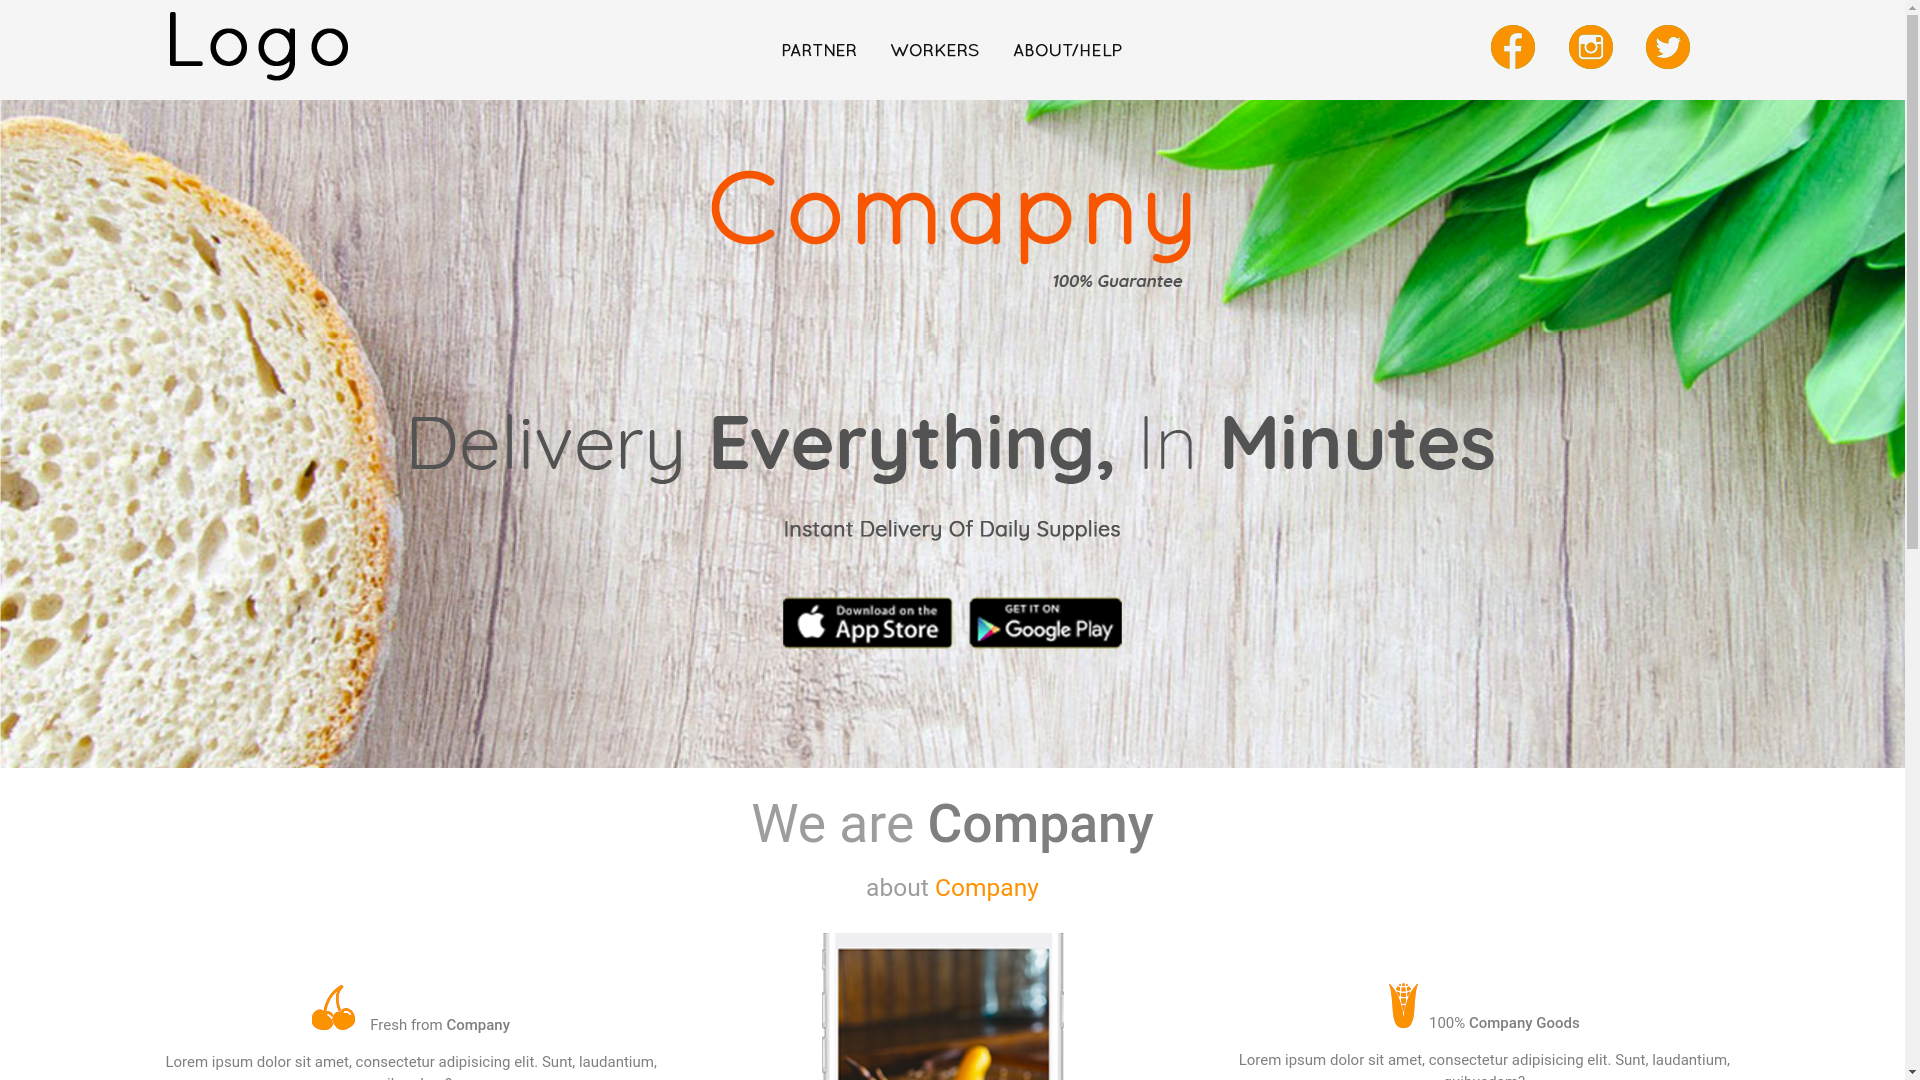 Logo
PARTNER WORKERS ABOUT/HELP
Comapny
100% Guarantee
Delivery Everything, In Minutes
Instant Delivery Of Daily Supplies
Download on the
App Store
GET IT ON
Google Play
We are Company
about Company
Fresh from Company
Lorem ipsum dolor sit amet, consectetur adipisicing elit. Sunt, laudantium,
100% Company Goods
Lorem ipsum dolor sit amet, consectetur adipisicing elit. Sunt, laudantium,